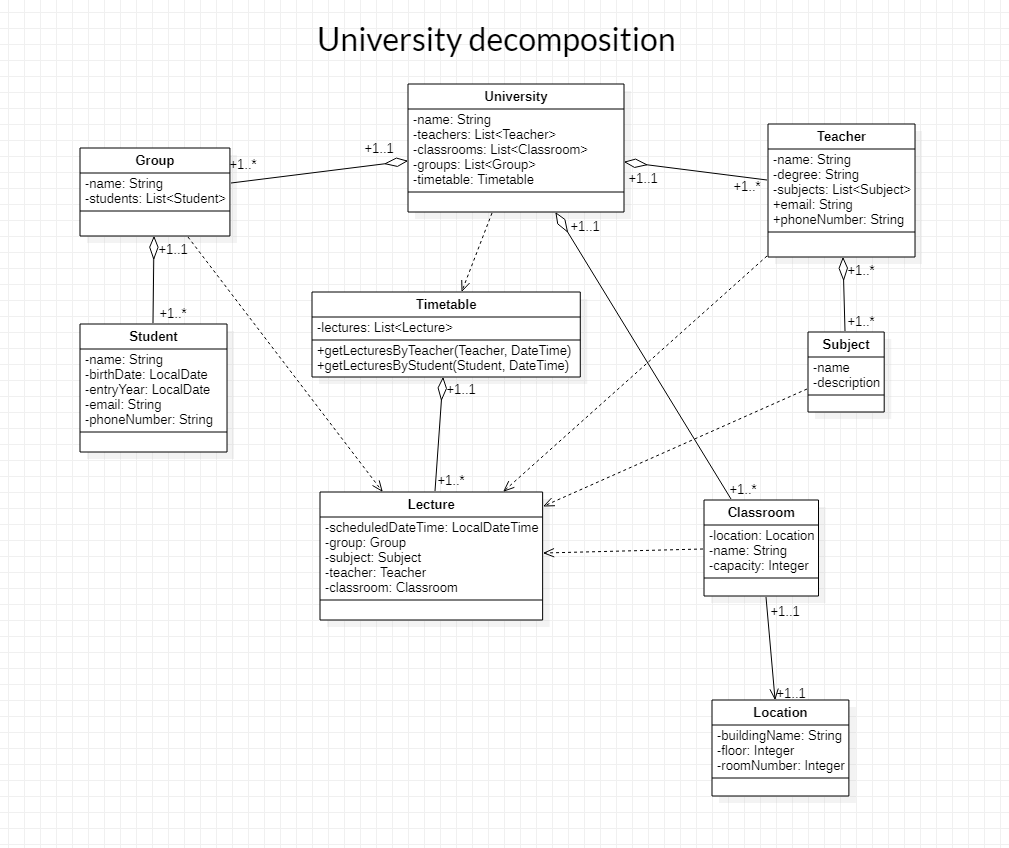 University decomposition
University
-name: String
-teachers: List<Teacher>
-classrooms: List<Classroom>
-groups: List<Group>
-timetable: Timetable
+1..1
+1..*
Group
-name: String
-students: List<Student>
+1..1
+1..*
Student
-name: String
-birthDate: LocalDate
-entryYear: LocalDate
-email: String
-phoneNumber: String
+1..1
+1..*
Teacher
-name: String
-degree: String
-subjects: List<Subject>
+email: String
+phoneNumber: String
+1..*
+1..*
Subject
-name
-description
+1..1
Timetable
-lectures: List<Lecture>
+getLecturesByTeacher(Teacher, DateTime)
+getLecturesByStudent(Student, DateTime)
+1..1
+1..*
Lecture
-scheduledDateTime: LocalDateTime
-group: Group
-subject: Subject
-teacher: Teacher
-classroom: Classroom
+1..*
Classroom
-location: Location
-name: String
-capacity: Integer
+1..1
+1..1
Location
-buildingName: String
-floor: Integer
-roomNumber: Integer